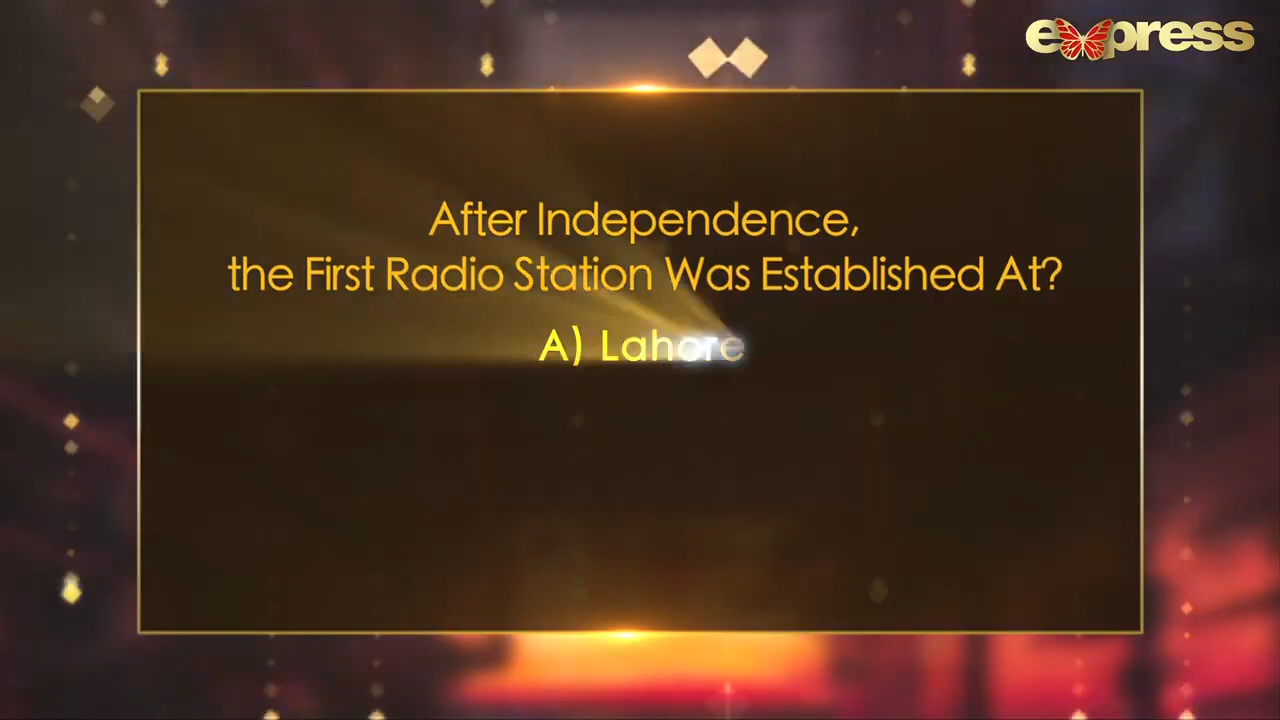 express
After Independence,
the First Radio Station Was Established At?
A) Lahore